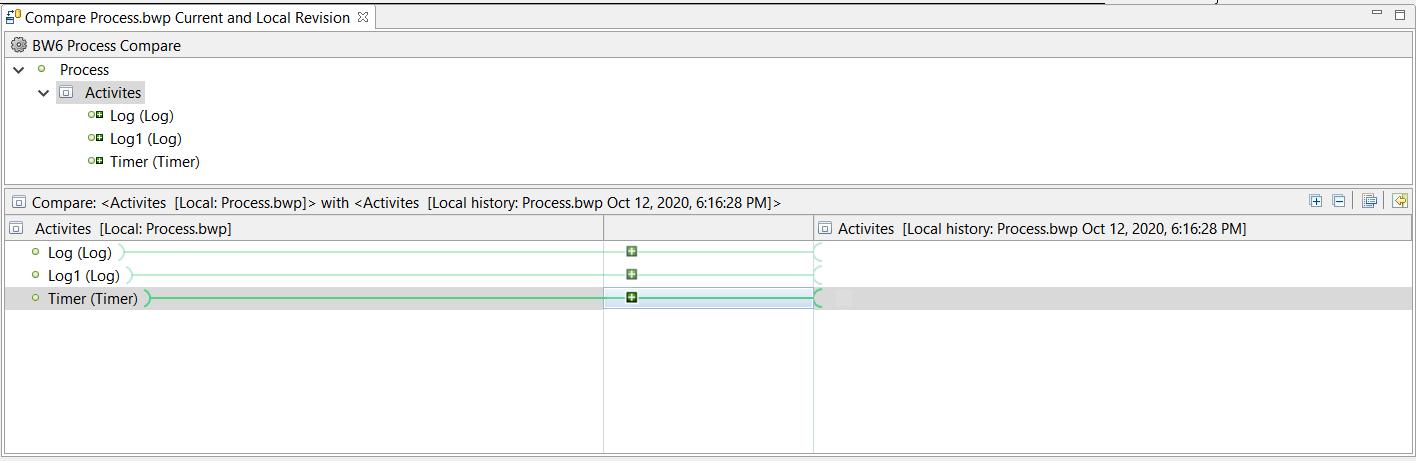 Compare Process.bwp Current and Local Revision
BW6 Process Compare
Process
Activites
Log (Log)
Log1 (Log)
Timer (Timer)
Compare: <Activites [Local: Process.bwp]> with <Activites [Local history: Process.bwp Oct 12, 2020, 6:16:28 PM]>
Activites [Local: Process.bwp]
Activites [Local history: Process.bwp Oct 12, 2020, 6:16:28 PM]
Log (Log)
Log1 (Log)
Timer (Timer)